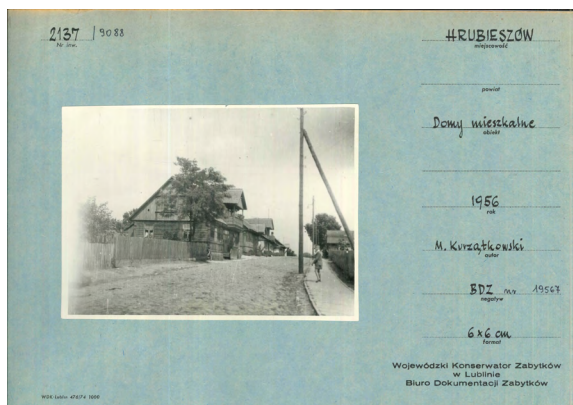 2137 / 9088
Nr inw.
HRUBIESZÓW
miejscowość
powiat
Domy mieszkalne
obiekt
1956
rok
M. Kurzątkowski
autor
BDZ nr 19567
negatyw
6 x 6 cm
format
Wojewódzki Konserwator Zabytków
w Lublinie
Biuro Dokumentacji Zabytków